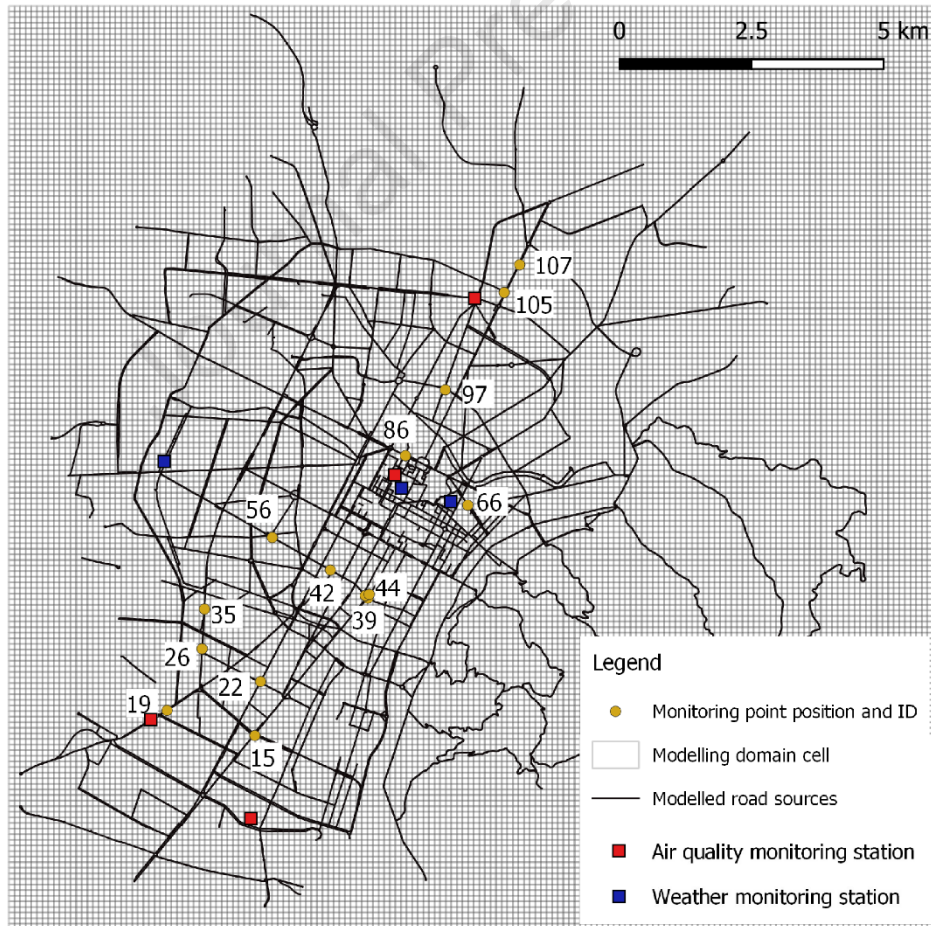 0 2.5 5 km
107
105
97
86
66
56
44
42
39
35
26
22
19
15
Legend
Monitoring point position and ID
Modelling domain cell
Modelled road sources
Air quality monitoring station
Weather monitoring station